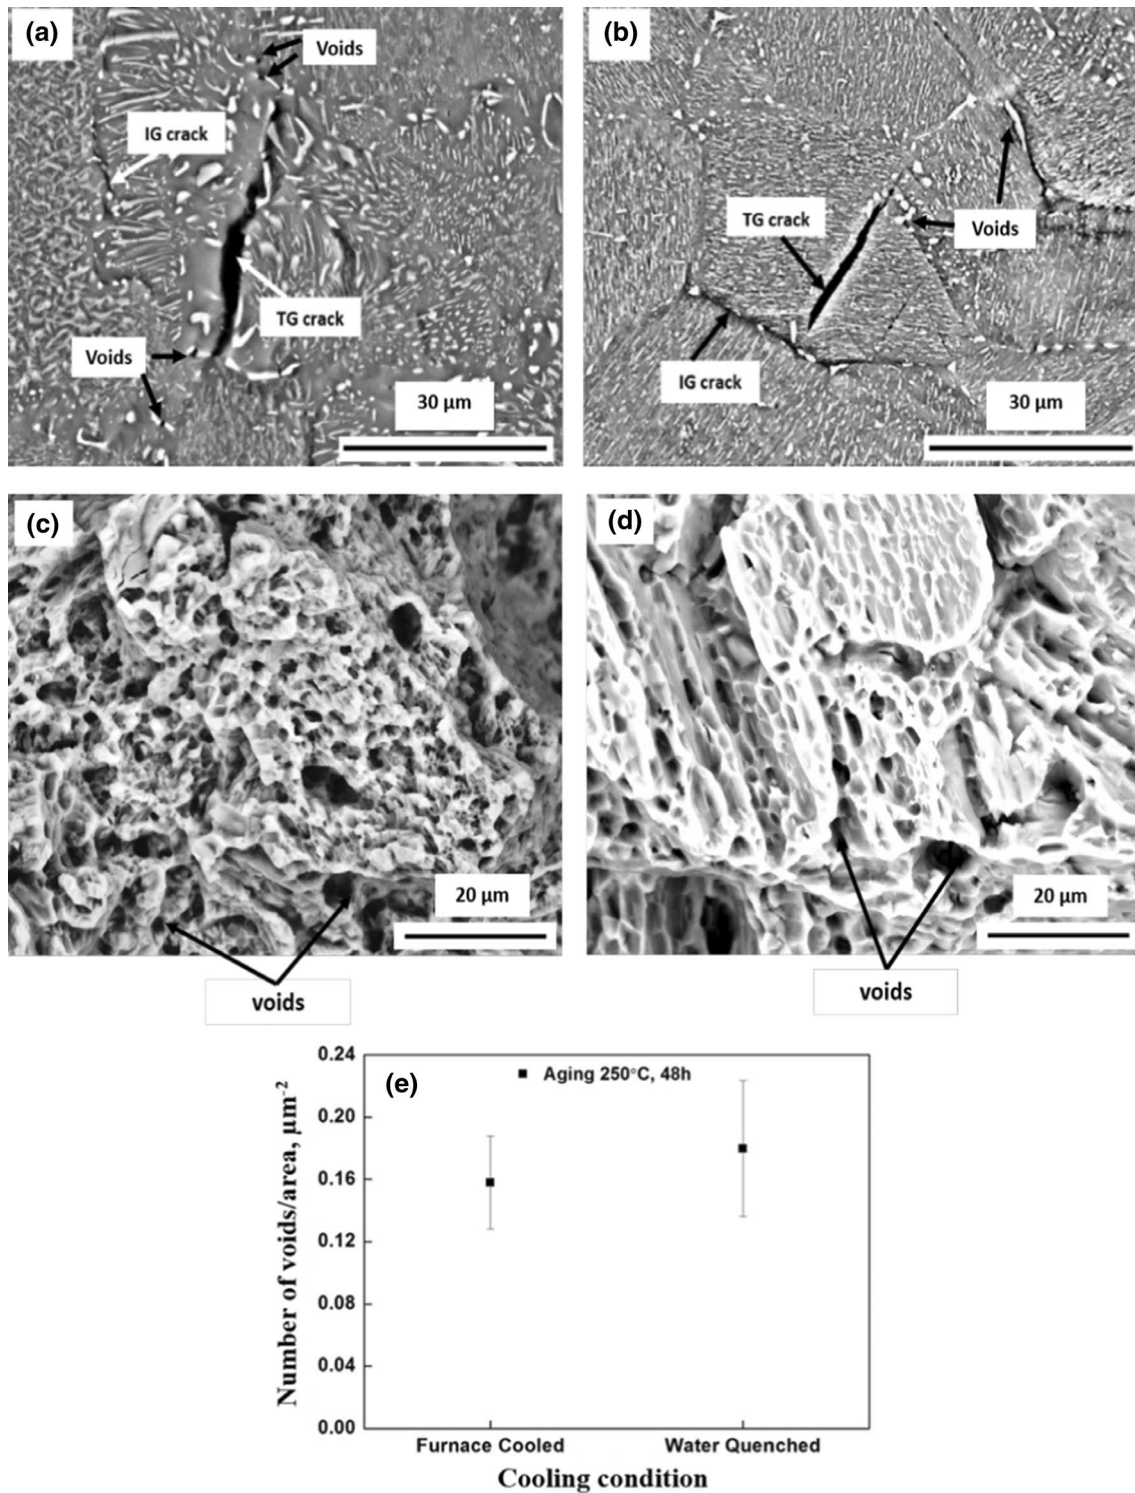 (a)
Voids
IG crack
TG crack
Voids
30 µm
(b)
TG crack
Voids
IG crack
30 µm
(c)
20 µm
voids
(d)
20 µm
voids
(e)
Aging 250°C, 48h
Number of voids/area, µm⁻²
0.24
0.20
0.16
0.12
0.08
0.04
0.00
Furnace Cooled Water Quenched
Cooling condition